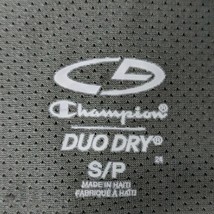 Champion®
DUO DRY®
S/P
MADE IN HAITI
FABRIQUÉ À HAITI